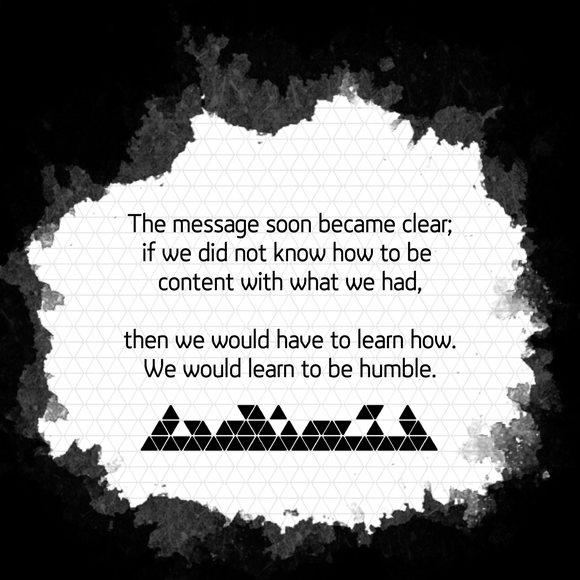 The message soon became clear;
if we did not know how to be
content with what we had,
then we would have to learn how.
We would learn to be humble.